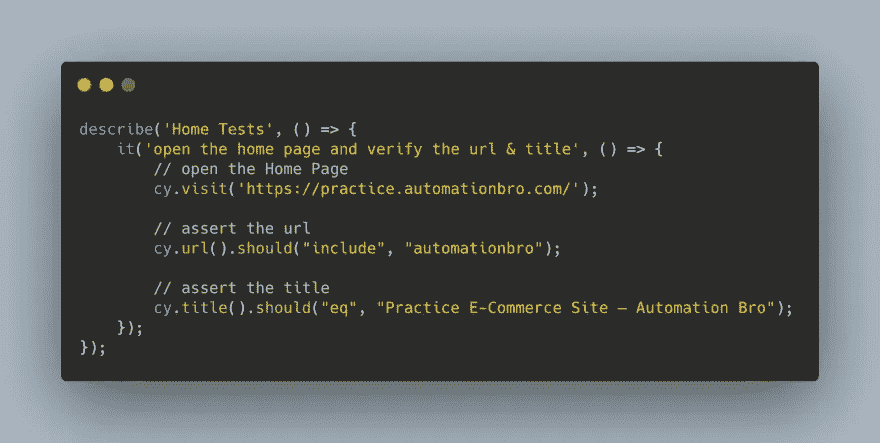 describe('Home Tests', () => {
    it('open the home page and verify the url & title', () => {
        // open the Home Page
        cy.visit('https://practice.automationbro.com/');

        // assert the url
        cy.url().should("include", "automationbro");

        // assert the title
        cy.title().should("eq", "Practice E-Commerce Site – Automation Bro");
    });
});